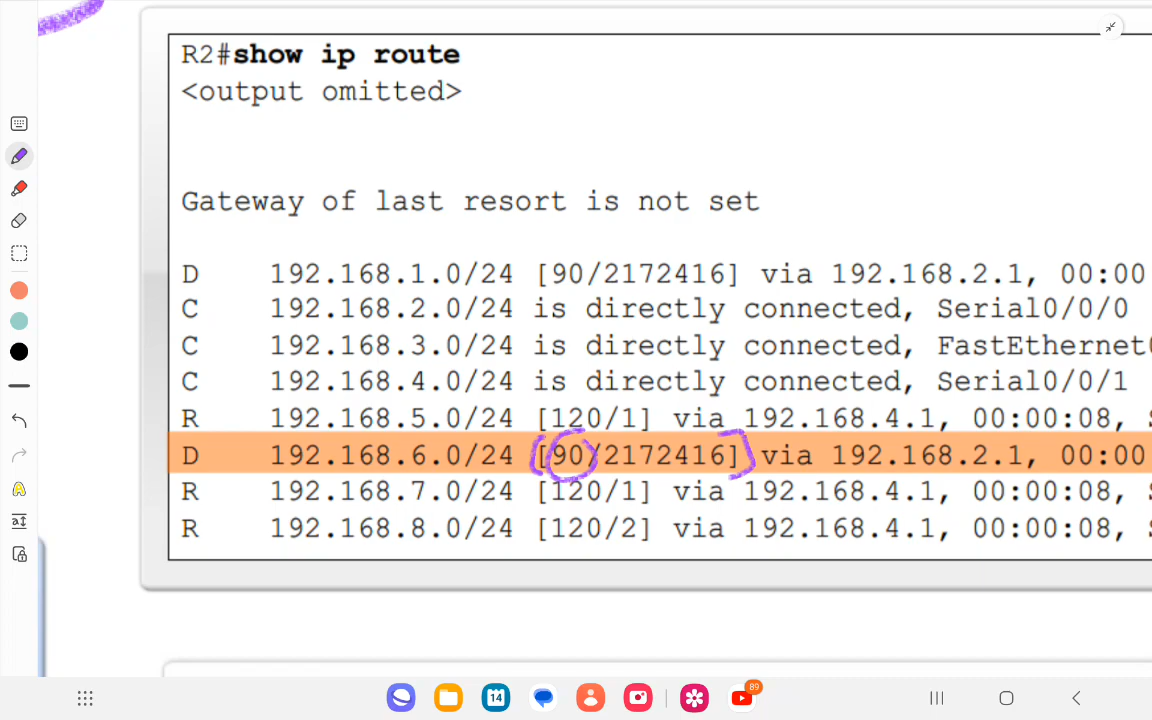 R2#show ip route
<output omitted>
Gateway of last resort is not set
D 192.168.1.0/24 [90/2172416] via 192.168.2.1, 00:00
C 192.168.2.0/24 is directly connected, Serial0/0/0
C 192.168.3.0/24 is directly connected, FastEthernet
C 192.168.4.0/24 is directly connected, Serial0/0/1
R 192.168.5.0/24 [120/1] via 192.168.4.1, 00:00:08,
D 192.168.6.0/24 [90/2172416] via 192.168.2.1, 00:00
R 192.168.7.0/24 [120/1] via 192.168.4.1, 00:00:08,
R 192.168.8.0/24 [120/2] via 192.168.4.1, 00:00:08,
14
89